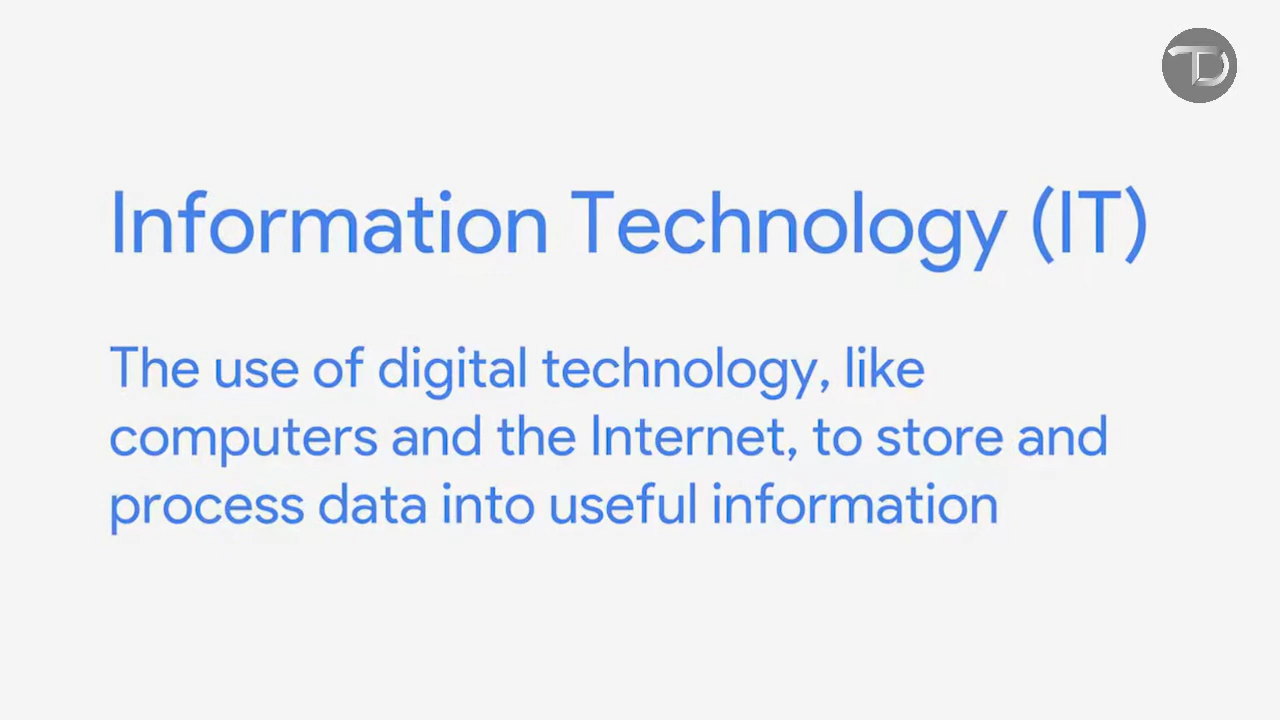 TD
Information Technology (IT)
The use of digital technology, like
computers and the Internet, to store and
process data into useful information